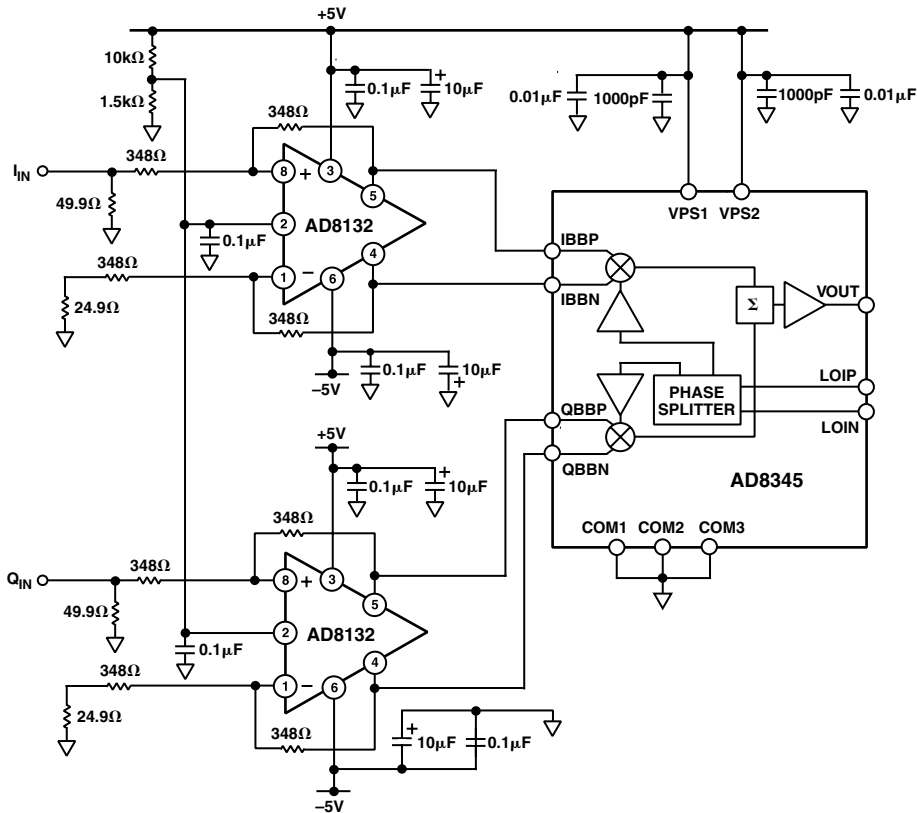 +5V
10kΩ
1.5kΩ
0.1µF
+
10µF
0.01µF
1000pF
1000pF
0.01µF
348Ω
IIN
348Ω
49.9Ω
8
+
3
5
VPS1
VPS2
2
AD8132
0.1µF
4
IBBP
348Ω
1
–
6
IBBN
Σ
VOUT
24.9Ω
348Ω
0.1µF
10µF
+
–5V
PHASE
SPLITTER
LOIP
LOIN
QBBP
+5V
QBBN
0.1µF
+
10µF
AD8345
348Ω
COM1
COM2
COM3
QIN
348Ω
49.9Ω
8
+
3
5
2
AD8132
0.1µF
4
348Ω
1
–
6
24.9Ω
348Ω
+
10µF
0.1µF
–5V